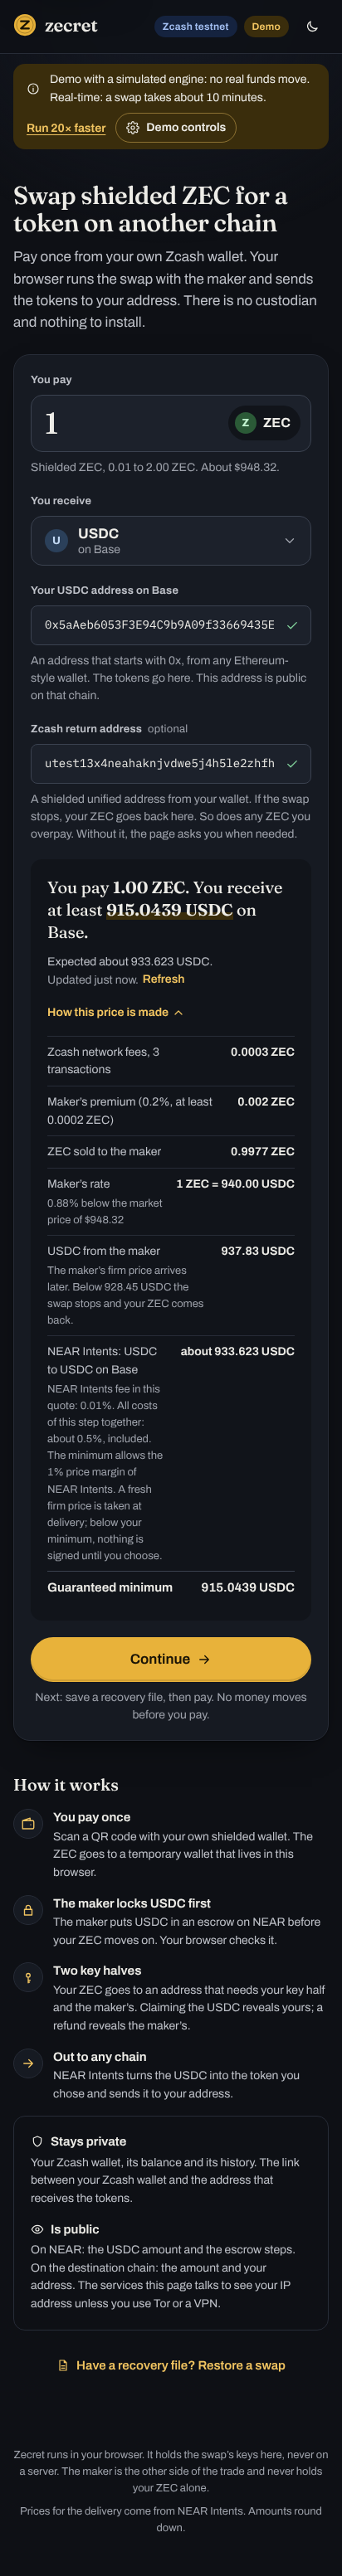 zecret
Zcash testnet
Demo
Demo with a simulated engine: no real funds move.
Real-time: a swap takes about 10 minutes.
Run 20× faster
Demo controls
Swap shielded ZEC for a
token on another chain
Pay once from your own Zcash wallet. Your
browser runs the swap with the maker and sends
the tokens to your address. There is no custodian
and nothing to install.
You pay
1
Z
ZEC
Shielded ZEC, 0.01 to 2.00 ZEC. About $948.32.
You receive
U
USDC
on Base
Your USDC address on Base
0x5aAeb6053F3E94C9b9A09f33669435E
An address that starts with 0x, from any Ethereum-
style wallet. The tokens go here. This address is public
on that chain.
Zcash return address optional
utest13x4neahaknjvdwe5j4h5le2zhfh
A shielded unified address from your wallet. If the swap
stops, your ZEC goes back here. So does any ZEC you
overpay. Without it, the page asks you when needed.
You pay 1.00 ZEC. You receive
at least 915.0439 USDC on
Base.
Expected about 933.623 USDC.
Updated just now. Refresh
How this price is made
Zcash network fees, 3
transactions
0.0003 ZEC
Maker's premium (0.2%, at least
0.0002 ZEC)
0.002 ZEC
ZEC sold to the maker
0.9977 ZEC
Maker's rate
1 ZEC = 940.00 USDC
0.88% below the market
price of $948.32
USDC from the maker
937.83 USDC
The maker's firm price arrives
later. Below 928.45 USDC the
swap stops and your ZEC comes
back.
NEAR Intents: USDC
to USDC on Base
about 933.623 USDC
NEAR Intents fee in this
quote: 0.01%. All costs
of this step together:
about 0.5%, included.
The minimum allows the
1% price margin of
NEAR Intents. A fresh
firm price is taken at
delivery; below your
minimum, nothing is
signed until you choose.
Guaranteed minimum
915.0439 USDC
Continue
Next: save a recovery file, then pay. No money moves
before you pay.
How it works
You pay once
Scan a QR code with your own shielded wallet. The
ZEC goes to a temporary wallet that lives in this
browser.
The maker locks USDC first
The maker puts USDC in an escrow on NEAR before
your ZEC moves on. Your browser checks it.
Two key halves
Your ZEC goes to an address that needs your key half
and the maker's. Claiming the USDC reveals yours; a
refund reveals the maker's.
Out to any chain
NEAR Intents turns the USDC into the token you
chose and sends it to your address.
Stays private
Your Zcash wallet, its balance and its history. The link
between your Zcash wallet and the address that
receives the tokens.
Is public
On NEAR: the USDC amount and the escrow steps.
On the destination chain: the amount and your
address. The services this page talks to see your IP
address unless you use Tor or a VPN.
Have a recovery file? Restore a swap
Zecret runs in your browser. It holds the swap's keys here, never on
a server. The maker is the other side of the trade and never holds
your ZEC alone.
Prices for the delivery come from NEAR Intents. Amounts round
down.